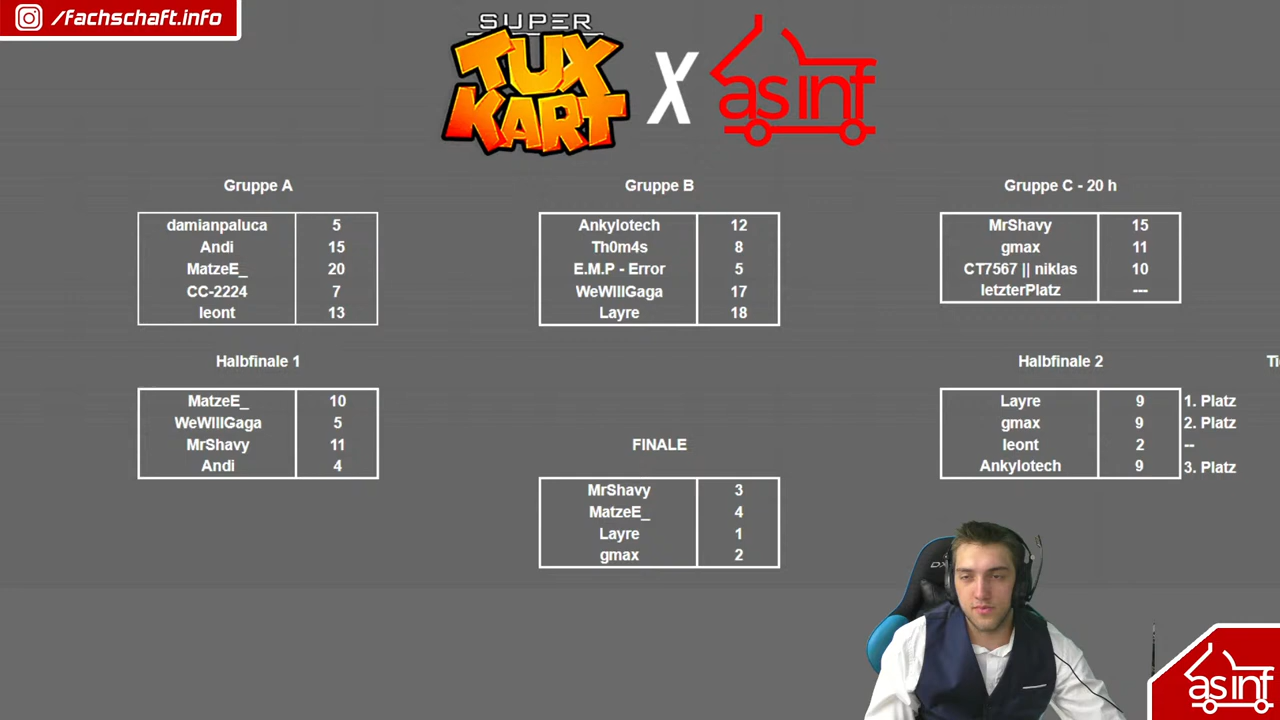 /fachschaft.info
SUPER
TUX
KART
X
as inf
Gruppe A
damianpaluca 5
Andi 15
MatzeE_ 20
CC-2224 7
leont 13
Gruppe B
Ankylotech 12
Th0m4s 8
E.M.P - Error 5
WeWIllGaga 17
Layre 18
Gruppe C - 20 h
MrShavy 15
gmax 11
CT7567 || niklas 10
letzterPlatz ---
Halbfinale 1
MatzeE_ 10
WeWIllGaga 5
MrShavy 11
Andi 4
FINALE
MrShavy 3
MatzeE_ 4
Layre 1
gmax 2
Halbfinale 2
Layre 9 1. Platz
gmax 9 2. Platz
leont 2 --
Ankylotech 9 3. Platz
as inf